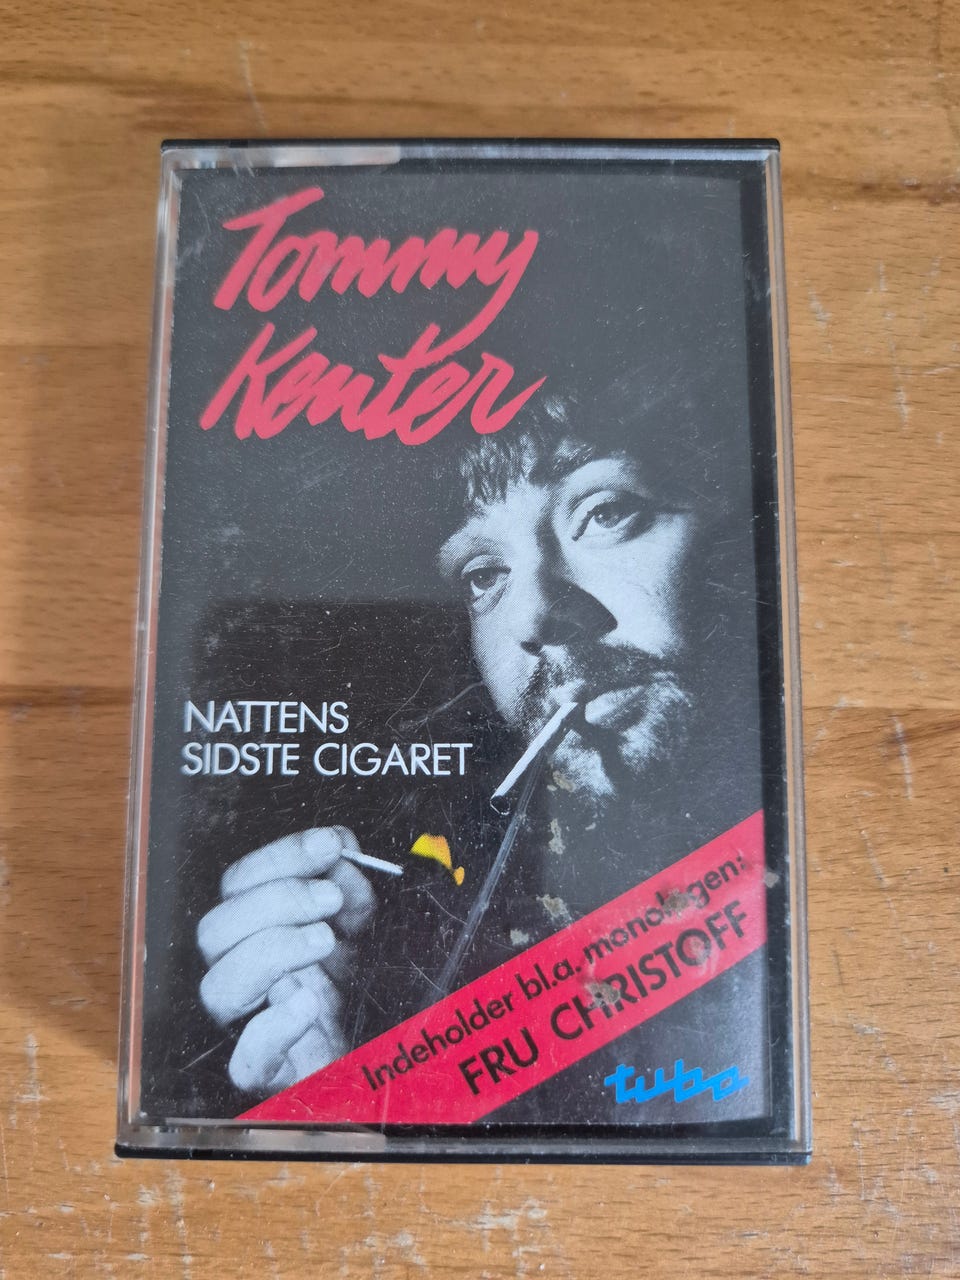 Tommy
Kenter
NATTENS
SIDSTE CIGARET
Indeholder bl.a. monologen:
FRU CHRISTOFF
tuba